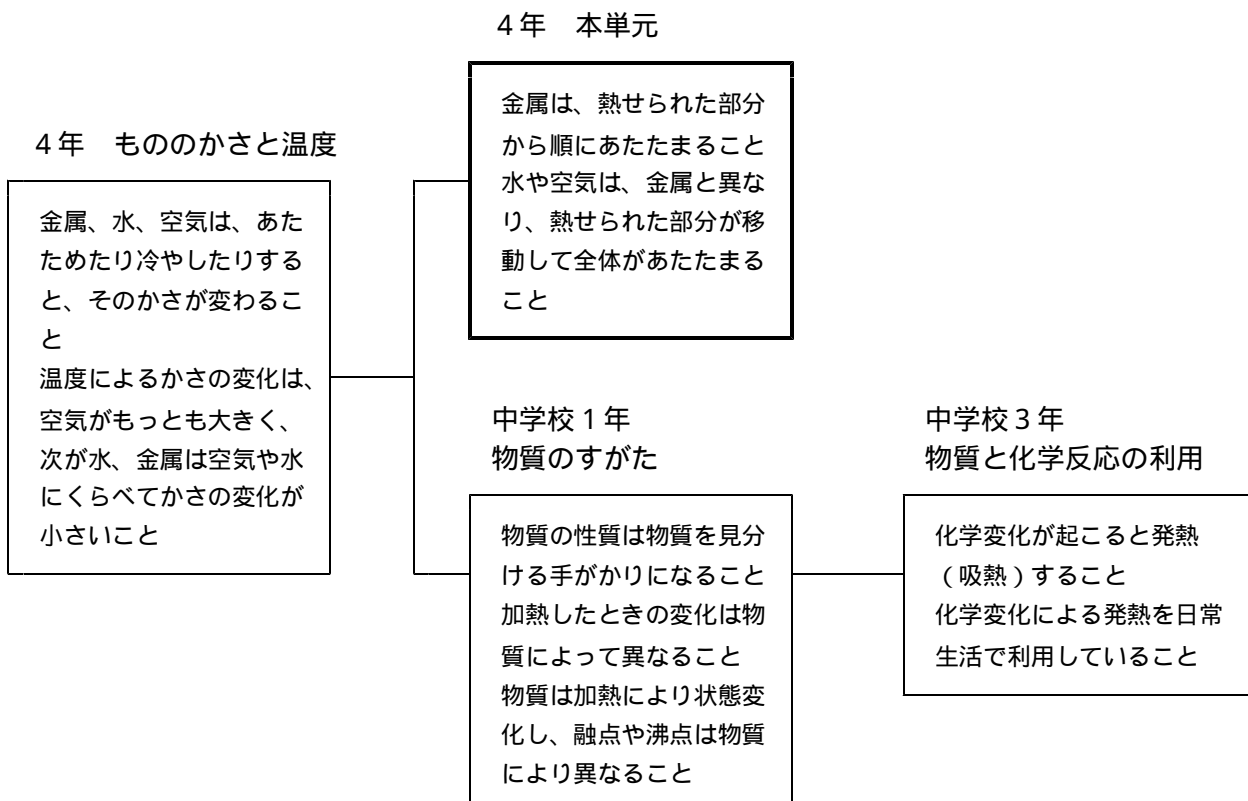 ４年　本単元
金属は、熱せられた部分
から順にあたたまること
水や空気は、金属と異な
り、熱せられた部分が移
動して全体があたたまる
こと
４年　もののかさと温度
金属、水、空気は、あた
ためたり冷やしたりする
と、そのかさが変わるこ
と
温度によるかさの変化は、
空気がもっとも大きく、
次が水、金属は空気や水
にくらべてかさの変化が
小さいこと
中学校１年
物質のすがた
物質の性質は物質を見分
ける手がかりになること
加熱したときの変化は物
質によって異なること
物質は加熱により状態変
化し、融点や沸点は物質
により異なること
中学校３年
物質と化学反応の利用
化学変化が起こると発熱
（吸熱）すること
化学変化による発熱を日常
生活で利用していること